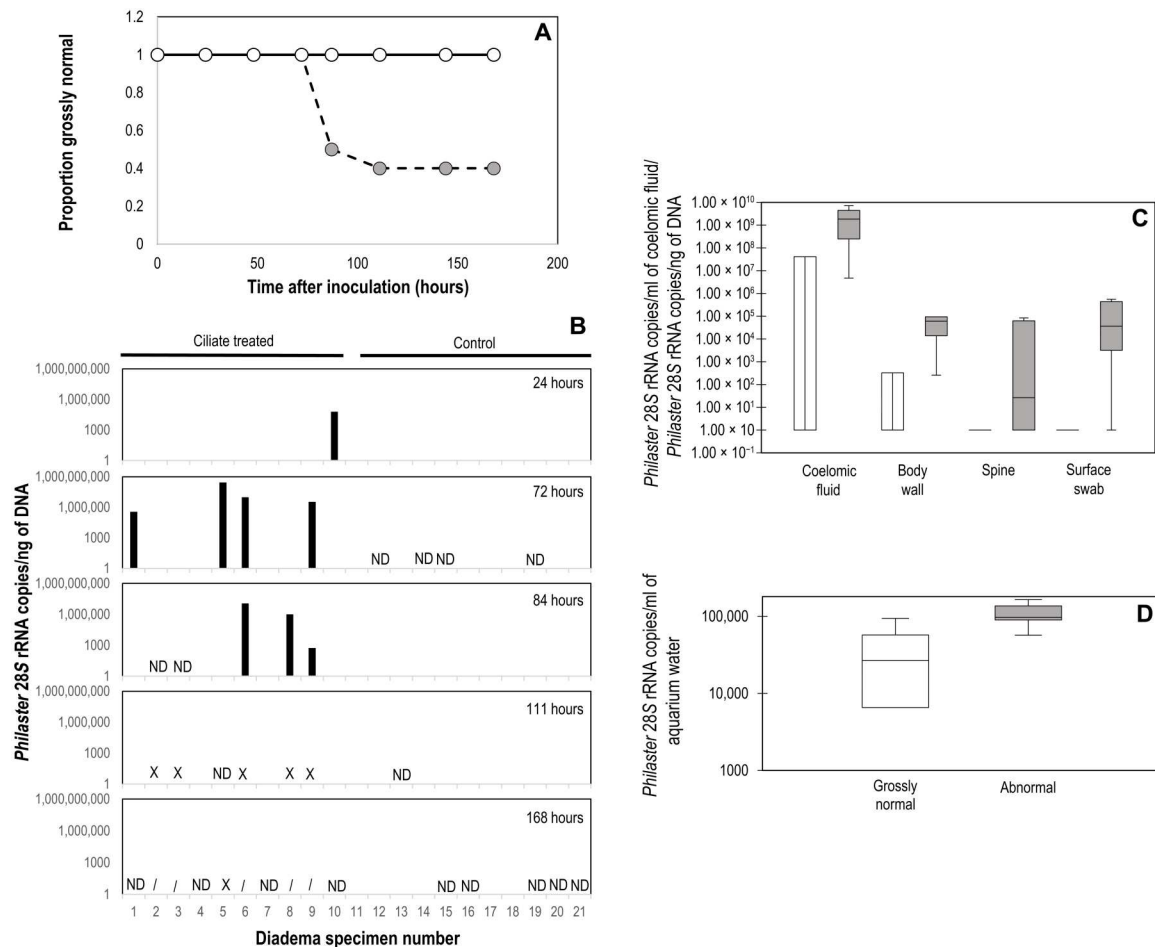 A
Proportion grossly normal
1.2
1
0.8
0.6
0.4
0.2
0
0 50 100 150 200
Time after inoculation (hours)
B
Ciliate treated Control
Philaster 28S rRNA copies/ng of DNA
1,000,000,000
1,000,000
1000
1
24 hours
1,000,000,000
1,000,000
1000
1
72 hours
ND ND ND ND
1,000,000,000
1,000,000
1000
1
84 hours
ND ND
1,000,000,000
1,000,000
1000
1
111 hours
X X ND X X X ND
1,000,000,000
1,000,000
1000
1
168 hours
ND / / ND X / ND / / ND ND ND ND ND ND
1 2 3 4 5 6 7 8 9 10 11 12 13 14 15 16 17 18 19 20 21
Diadema specimen number
C
Philaster 28S rRNA copies/ml of coelomic fluid/
Philaster 28S rRNA copies/ng of DNA
1.00 × 10¹⁰
1.00 × 10⁹
1.00 × 10⁸
1.00 × 10⁷
1.00 × 10⁶
1.00 × 10⁵
1.00 × 10⁴
1.00 × 10³
1.00 × 10²
1.00 × 10¹
1.00 × 10
1.00 × 10⁻¹
Coelomic Body Spine Surface
fluid wall swab
D
Philaster 28S rRNA copies/ml of
aquarium water
100,000
10,000
1000
Grossly Abnormal
normal